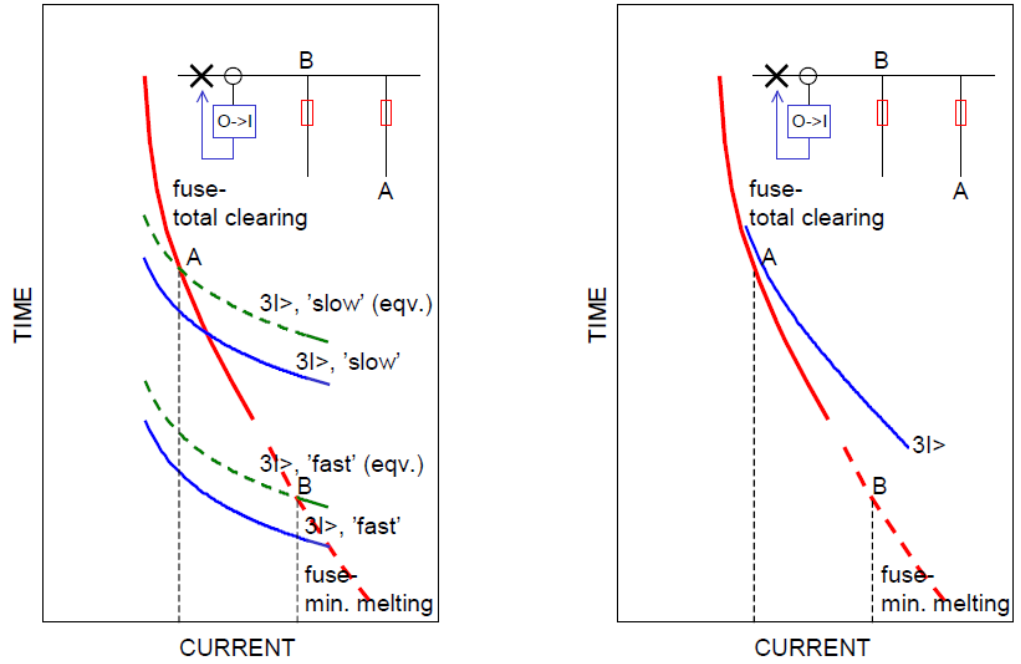 B
O->I
A
fuse-
total clearing
A
3I>, 'slow' (eqv.)
3I>, 'slow'
3I>, 'fast' (eqv.)
B
3I>, 'fast'
fuse-
min. melting
TIME
CURRENT
B
O->I
A
fuse-
total clearing
A
3I>
B
fuse-
min. melting
TIME
CURRENT